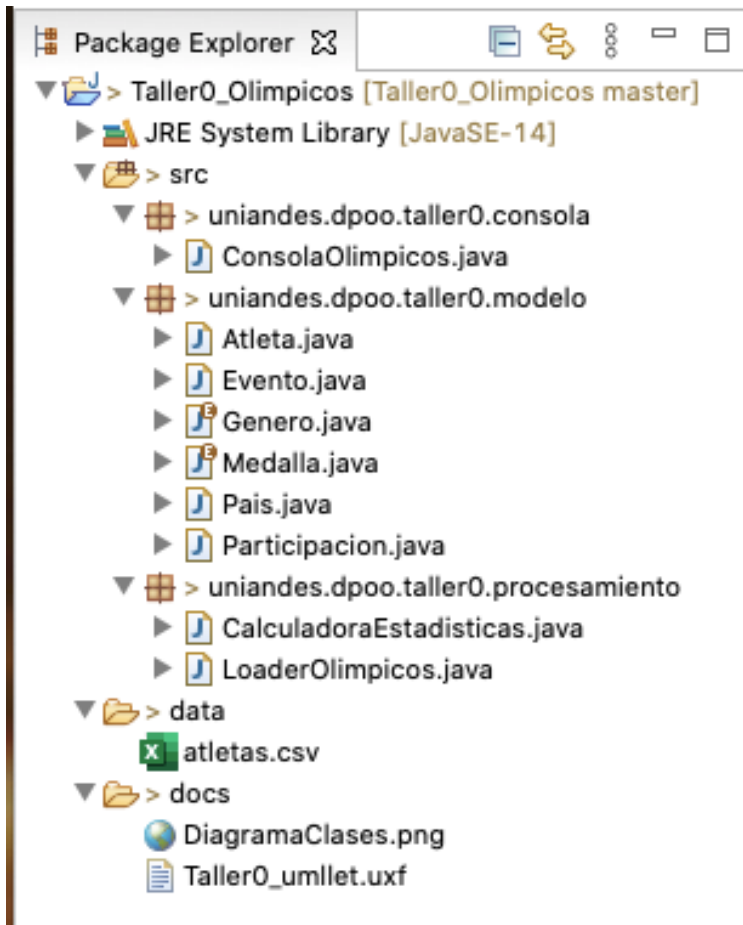 Package Explorer
> Taller0_Olimpicos [Taller0_Olimpicos master]
JRE System Library [JavaSE-14]
> src
> uniandes.dpoo.taller0.consola
ConsolaOlimpicos.java
> uniandes.dpoo.taller0.modelo
Atleta.java
Evento.java
Genero.java
Medalla.java
Pais.java
Participacion.java
> uniandes.dpoo.taller0.procesamiento
CalculadoraEstadisticas.java
LoaderOlimpicos.java
> data
atletas.csv
> docs
DiagramaClases.png
Taller0_umllet.uxf